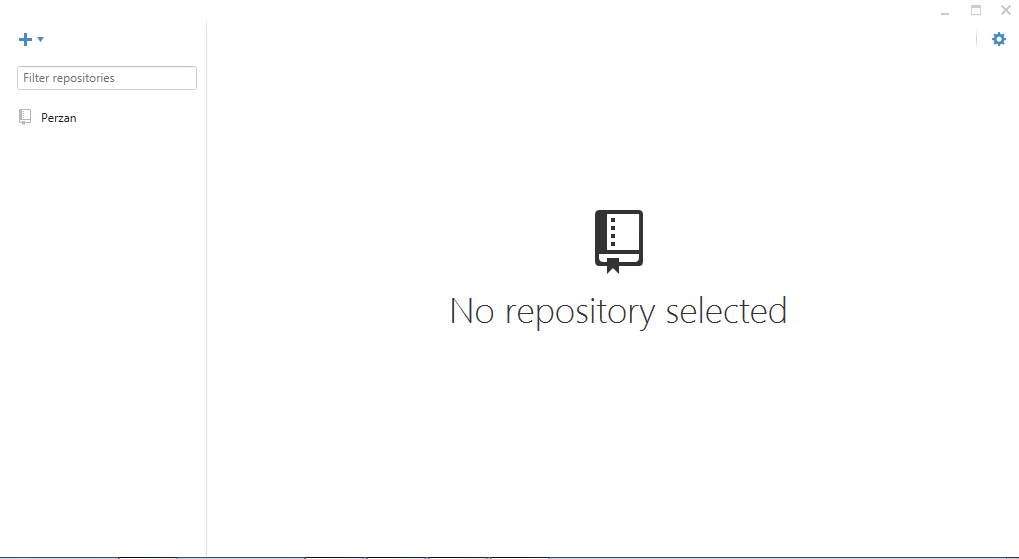 Filter repositories
Perzan
No repository selected